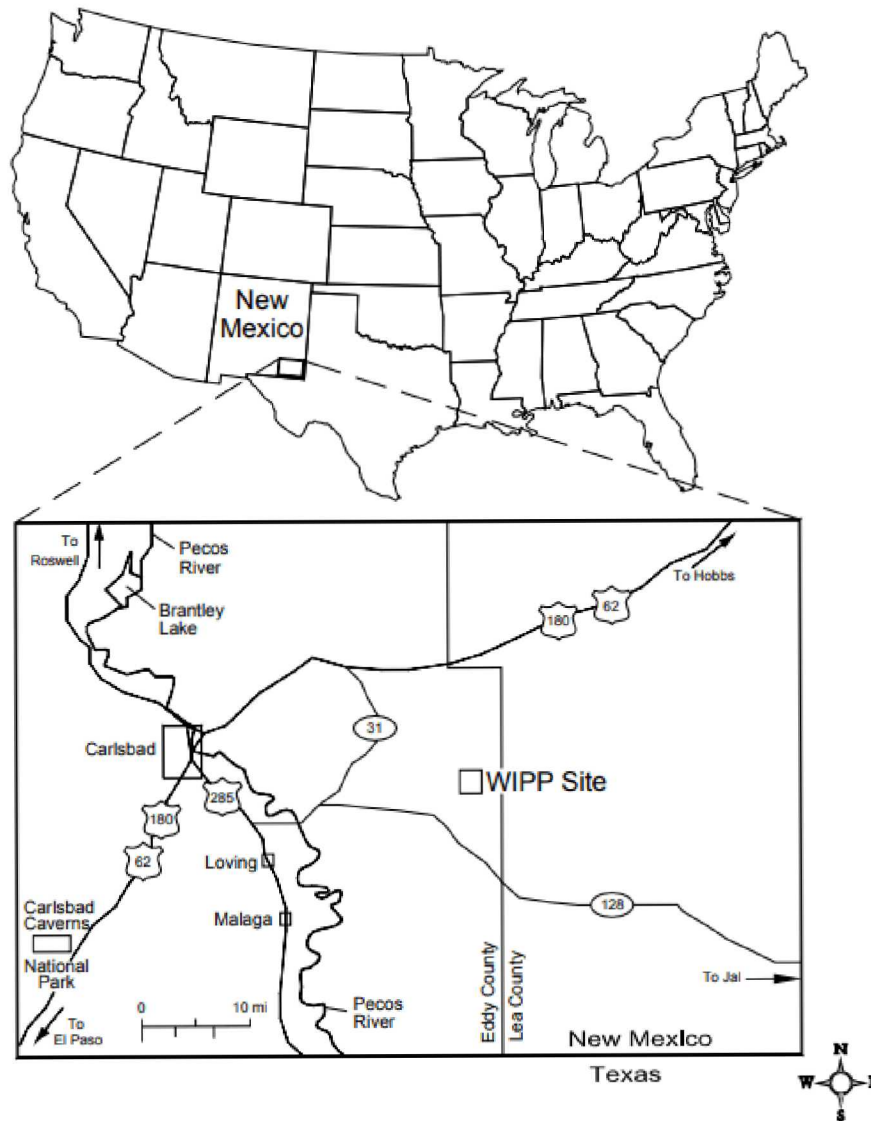 New
Mexico
To
Roswell
Pecos
River
Brantley
Lake
To Hobbs
62
180
31
Carlsbad
WIPP Site
285
180
62
Loving
128
Malaga
Carlsbad
Caverns
National
Park
To Jal
0 10 mi
Pecos
River
Eddy County
Lea County
To
El Paso
New Mexico
Texas
N
W
S